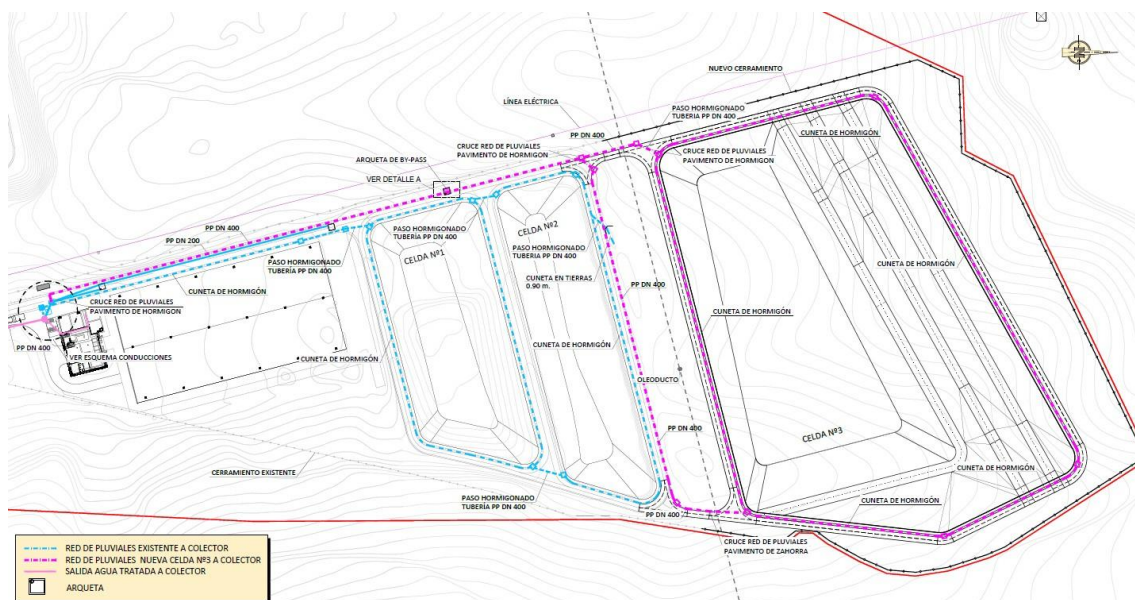 NUEVO CERRAMIENTO
LÍNEA ELÉCTRICA
PASO HORMIGONADO
TUBERIA PP DN 400
PP DN 400
CUNETA DE HORMIGÓN
CRUCE RED DE PLUVIALES
PAVIMENTO DE HORMIGON
CRUCE RED DE PLUVIALES
PAVIMENTO DE HORMIGON
ARQUETA DE BY-PASS
VER DETALLE A
PP DN 400
PP DN 200
PASO HORMIGONADO
TUBERÍA PP DN 400
CELDA Nº2
CELDA Nº1
PASO HORMIGONADO
TUBERÍA PP DN 400
PASO HORMIGONADO
TUBERÍA PP DN 400
CUNETA DE HORMIGÓN
CUNETA EN TIERRAS
0.90 m.
PP DN 400
CUNETA DE HORMIGÓN
CRUCE RED DE PLUVIALES
PAVIMENTO DE HORMIGON
CUNETA DE HORMIGÓN
PP DN 400
VER ESQUEMA CONDUCCIONES
CUNETA DE HORMIGÓN
CUNETA DE HORMIGÓN
OLEODUCTO
PP DN 400
CELDA Nº3
CERRAMIENTO EXISTENTE
CUNETA DE HORMIGÓN
PASO HORMIGONADO
TUBERÍA PP DN 400
CUNETA DE HORMIGÓN
PP DN 400
CRUCE RED DE PLUVIALES
PAVIMENTO DE ZAHORRA
RED DE PLUVIALES EXISTENTE A COLECTOR
RED DE PLUVIALES NUEVA CELDA Nº3 A COLECTOR
SALIDA AGUA TRATADA A COLECTOR
ARQUETA